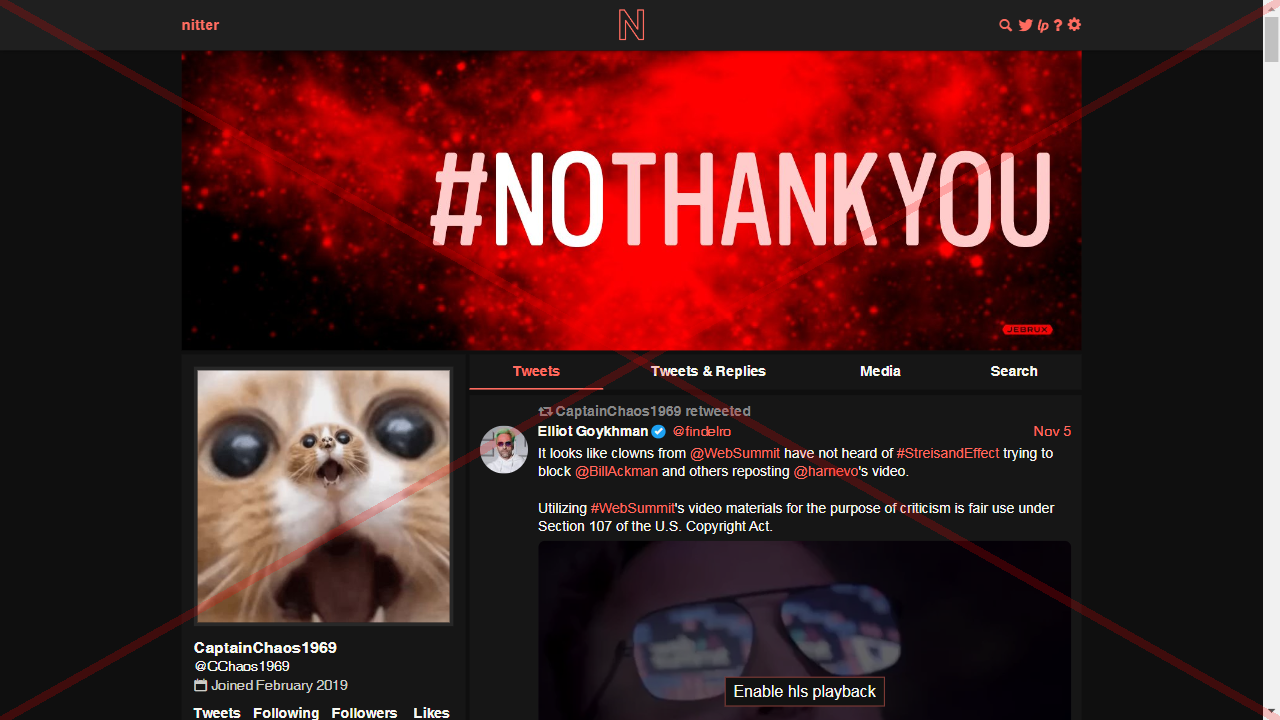 nitter
N
lp ?
#NOTHANKYOU
JEBRUX
Tweets
Tweets & Replies
Media
Search
CaptainChaos1969 retweeted
Elliot Goykhman @findelro
Nov 5
It looks like clowns from @WebSummit have not heard of #StreisandEffect trying to
block @BillAckman and others reposting @harnevo's video.
Utilizing #WebSummit's video materials for the purpose of criticism is fair use under
Section 107 of the U.S. Copyright Act.
Enable hls playback
CaptainChaos1969
@CChaos1969
Joined February 2019
Tweets Following Followers Likes